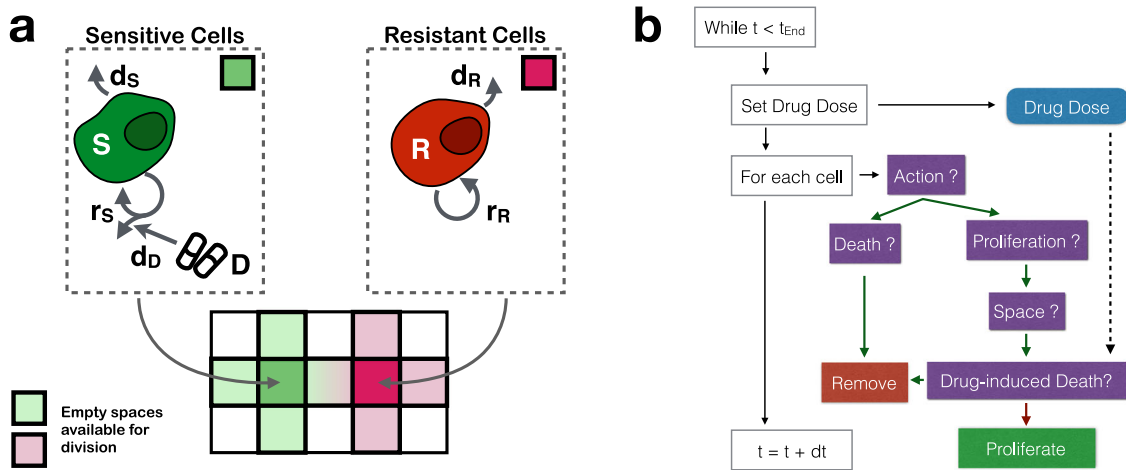 a
Sensitive Cells
dS
S
rS
dD
D
Resistant Cells
dR
R
rR
Empty spaces
available for
division
b
While t < tEnd
Set Drug Dose
Drug Dose
For each cell
Action ?
Death ?
Proliferation ?
Space ?
Remove
Drug-induced Death?
t = t + dt
Proliferate